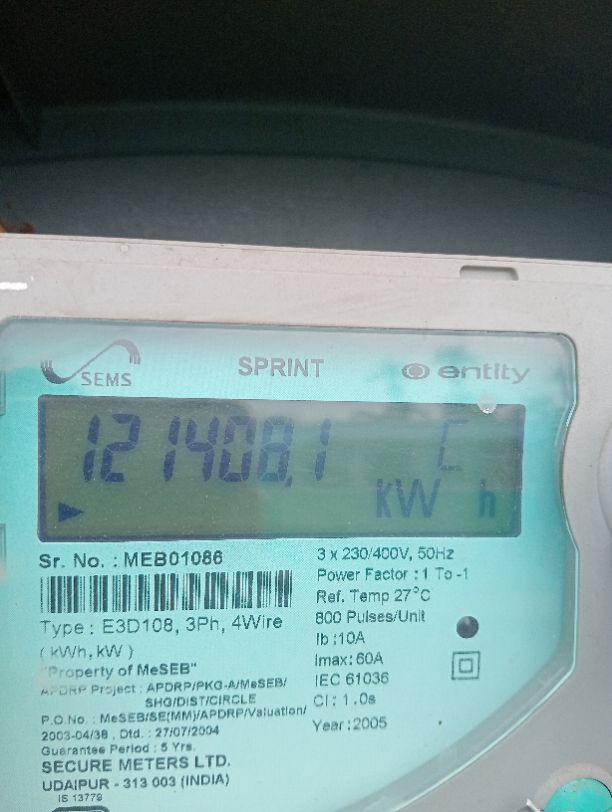 SEMS
SPRINT
entity
121408.1 C
kW h
Sr. No. : MEB01086
Type : E3D108, 3Ph, 4Wire
( kWh, kW )
"Property of MeSEB"
APDRP Project : APDRP/PKG-A/MeSEB/
SHG/DIST/CIRCLE
P.O.No. : MeSEB/SE(MM)/APDRP/Valuation/
2003-04/38 , Dtd. : 27/07/2004
Guarantee Period : 5 Yrs.
SECURE METERS LTD.
UDAIPUR - 313 003 (INDIA)
IS 13779
3 x 230/400V, 50Hz
Power Factor : 1 To -1
Ref. Temp 27°C
800 Pulses/Unit
Ib :10A
Imax: 60A
IEC 61036
Cl : 1.0s
Year : 2005